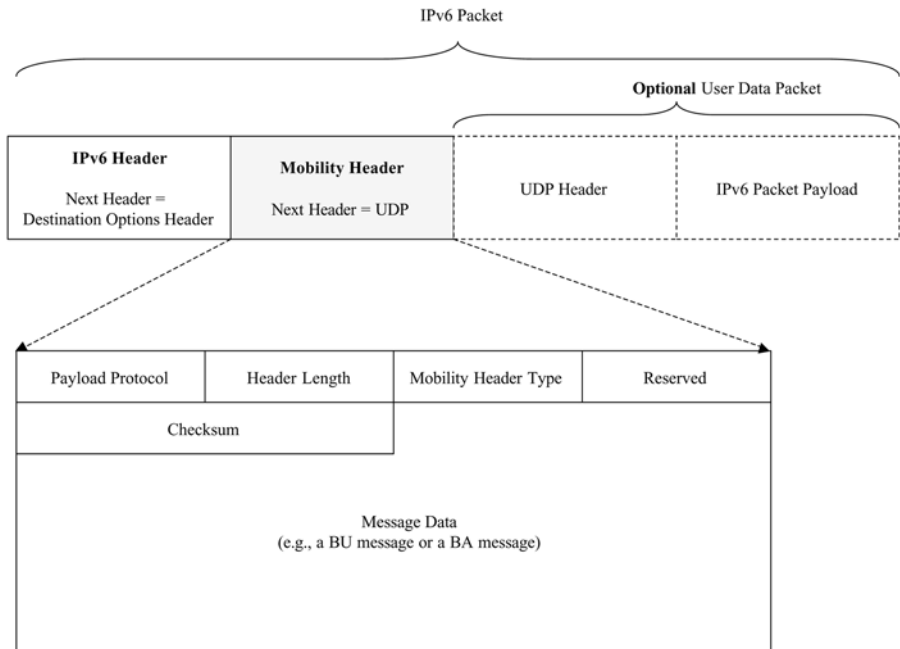 IPv6 Packet
Optional User Data Packet
IPv6 Header
Next Header =
Destination Options Header
Mobility Header
Next Header = UDP
UDP Header
IPv6 Packet Payload
Payload Protocol
Header Length
Mobility Header Type
Reserved
Checksum
Message Data
(e.g., a BU message or a BA message)